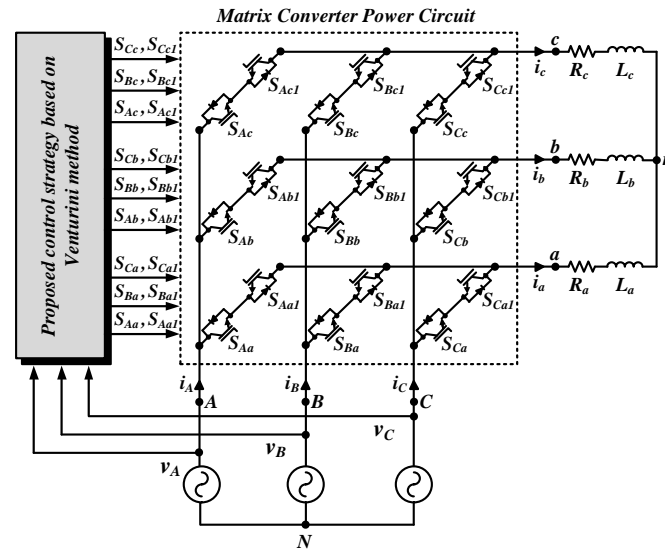 Matrix Converter Power Circuit
Proposed control strategy based on
Venturini method
S_Cc, S_Cc1
S_Bc, S_Bc1
S_Ac, S_Ac1
S_Cb, S_Cb1
S_Bb, S_Bb1
S_Ab, S_Ab1
S_Ca, S_Ca1
S_Ba, S_Ba1
S_Aa, S_Aa1
S_Ac1 S_Bc1 S_Cc1
S_Ac S_Bc S_Cc
c
i_c R_c L_c
S_Ab1 S_Bb1 S_Cb1
S_Ab S_Bb S_Cb
b
i_b R_b L_b
S_Aa1 S_Ba1 S_Ca1
S_Aa S_Ba S_Ca
a
i_a R_a L_a
i_A i_B i_C
A B C
v_A v_B v_C
N